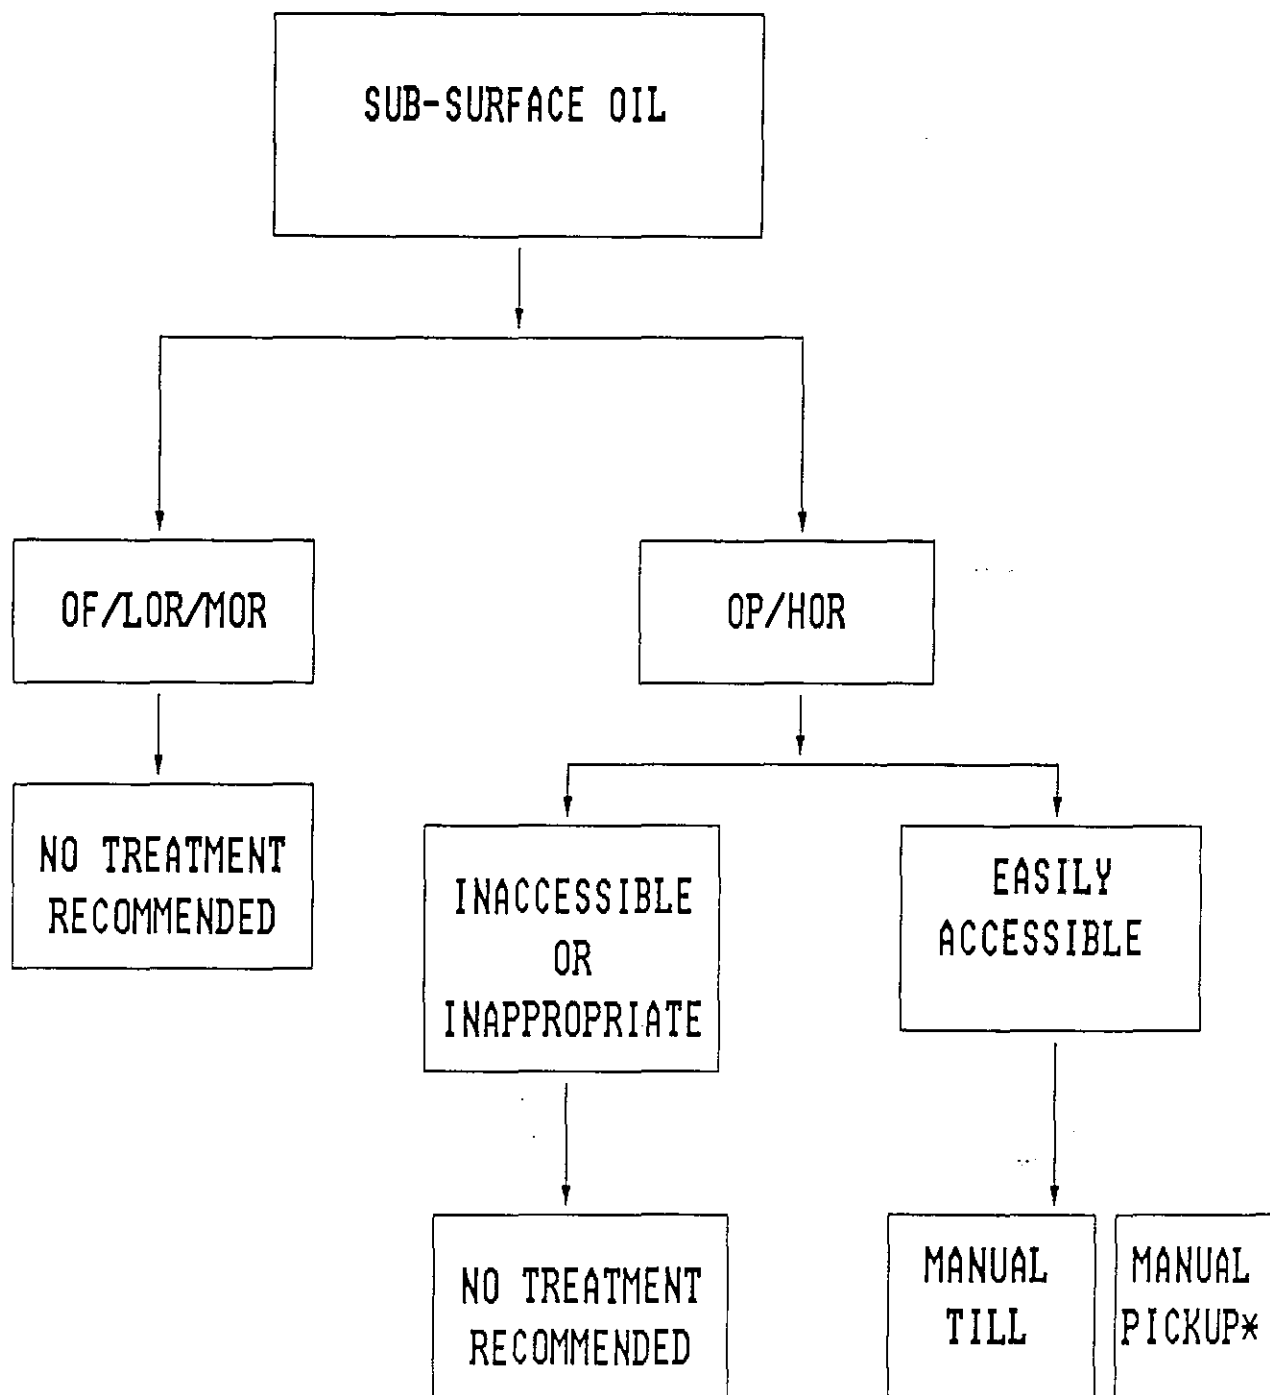 SUB-SURFACE OIL
OF/LOR/MOR
OP/HOR
NO TREATMENT
RECOMMENDED
INACCESSIBLE
OR
INAPPROPRIATE
EASILY
ACCESSIBLE
NO TREATMENT
RECOMMENDED
MANUAL
TILL
MANUAL
PICKUP*